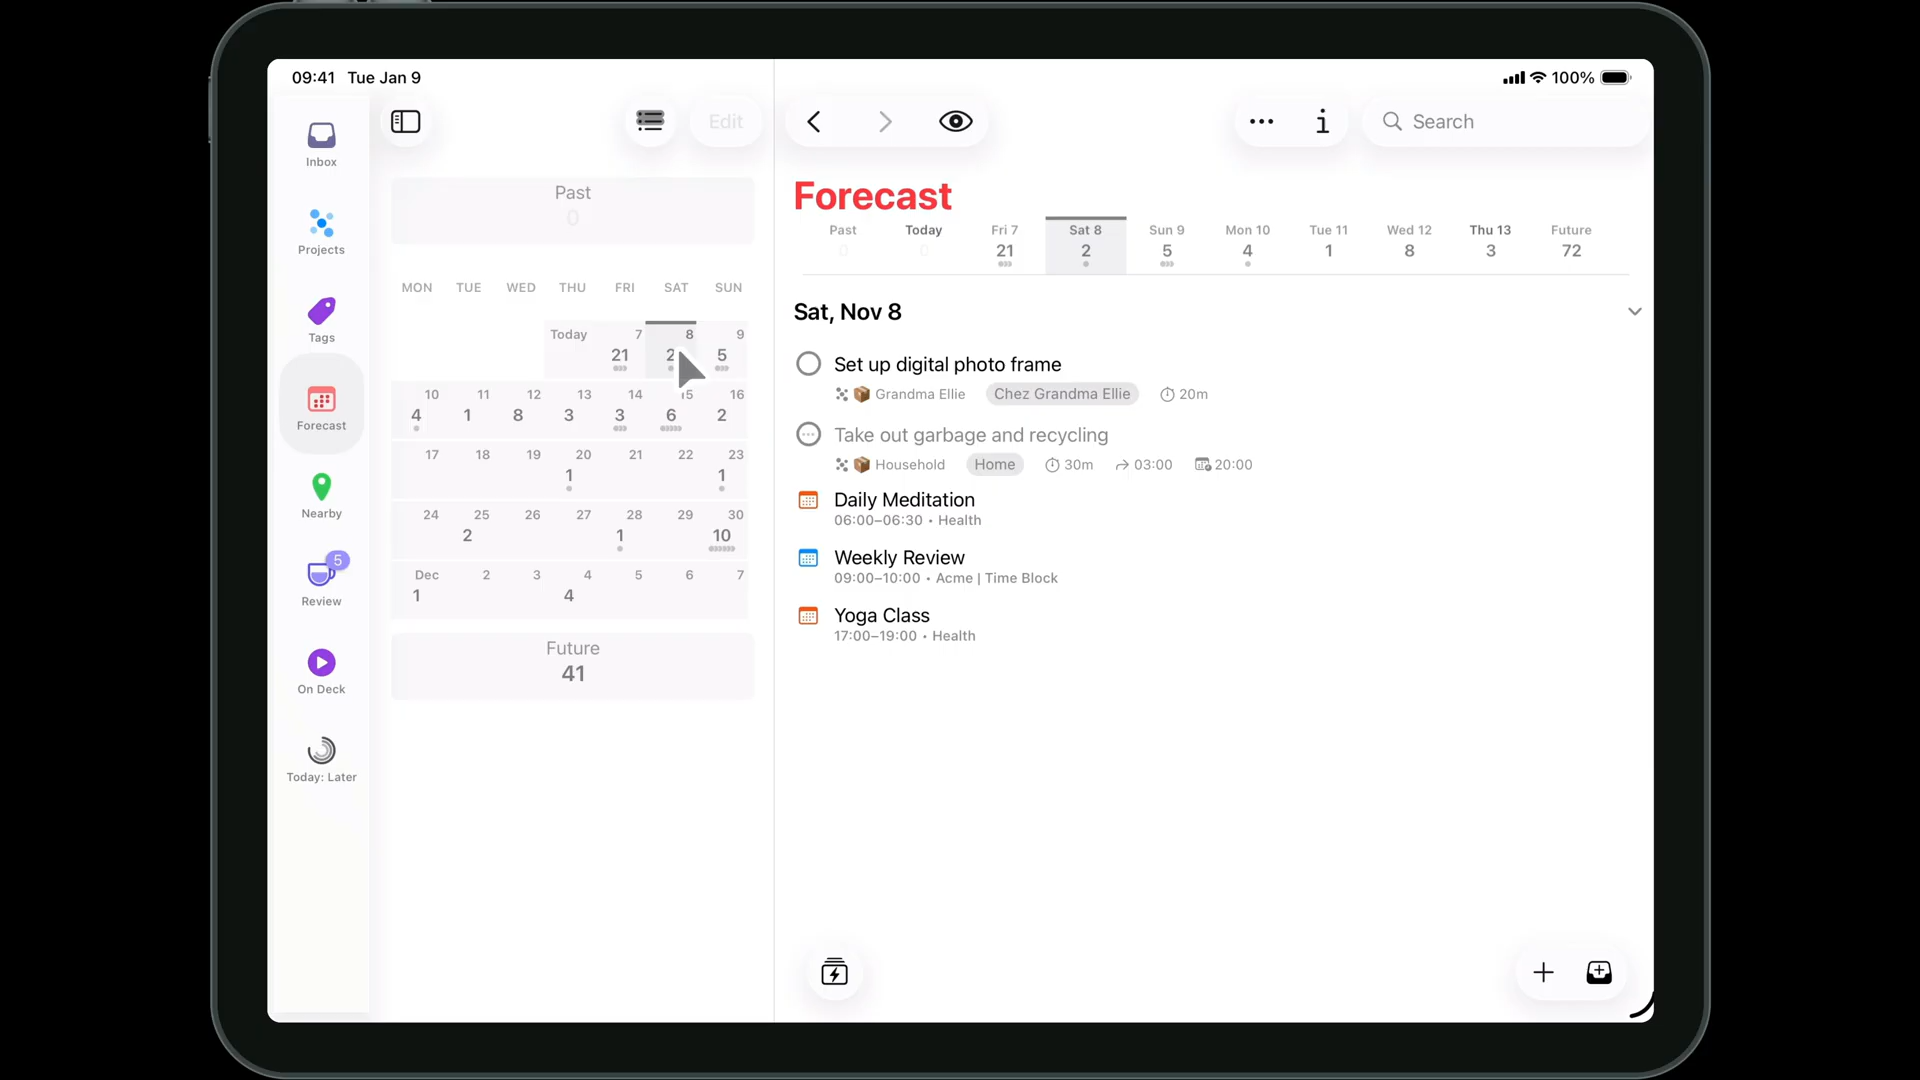 09:41 Tue Jan 9
100%
Inbox
Projects
Tags
Forecast
Nearby
5
Review
On Deck
Today: Later
Edit
Past
0
MON TUE WED THU FRI SAT SUN
Today 7 8 9
21 2 5
10 11 12 13 14 15 16
4 1 8 3 3 6 2
17 18 19 20 21 22 23
1 1
24 25 26 27 28 29 30
2 1 10
Dec 2 3 4 5 6 7
1 4
Future
41
Search
Forecast
Past Today Fri 7 Sat 8 Sun 9 Mon 10 Tue 11 Wed 12 Thu 13 Future
0 0 21 2 5 4 1 8 3 72
Sat, Nov 8
Set up digital photo frame
Grandma Ellie Chez Grandma Ellie 20m
Take out garbage and recycling
Household Home 30m 03:00 20:00
Daily Meditation
06:00–06:30 • Health
Weekly Review
09:00–10:00 • Acme | Time Block
Yoga Class
17:00–19:00 • Health